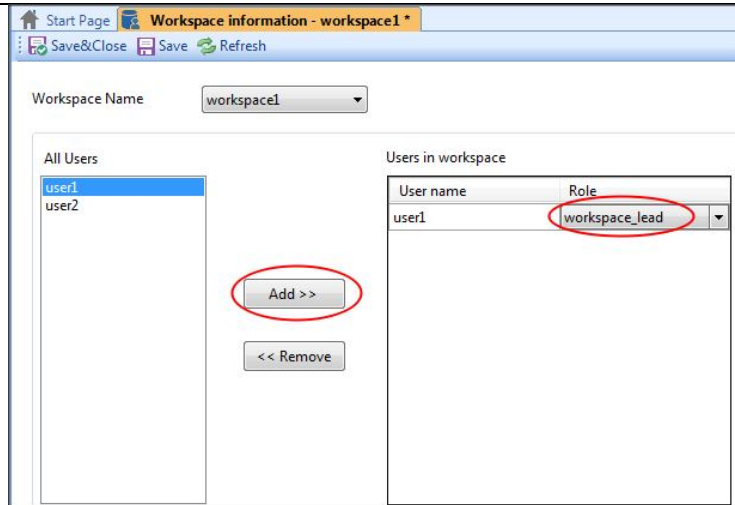 Start Page Workspace information - workspace1 *
Save&Close Save Refresh
Workspace Name workspace1
All Users
user1
user2
Add >>
<< Remove
Users in workspace
User name Role
user1 workspace_lead